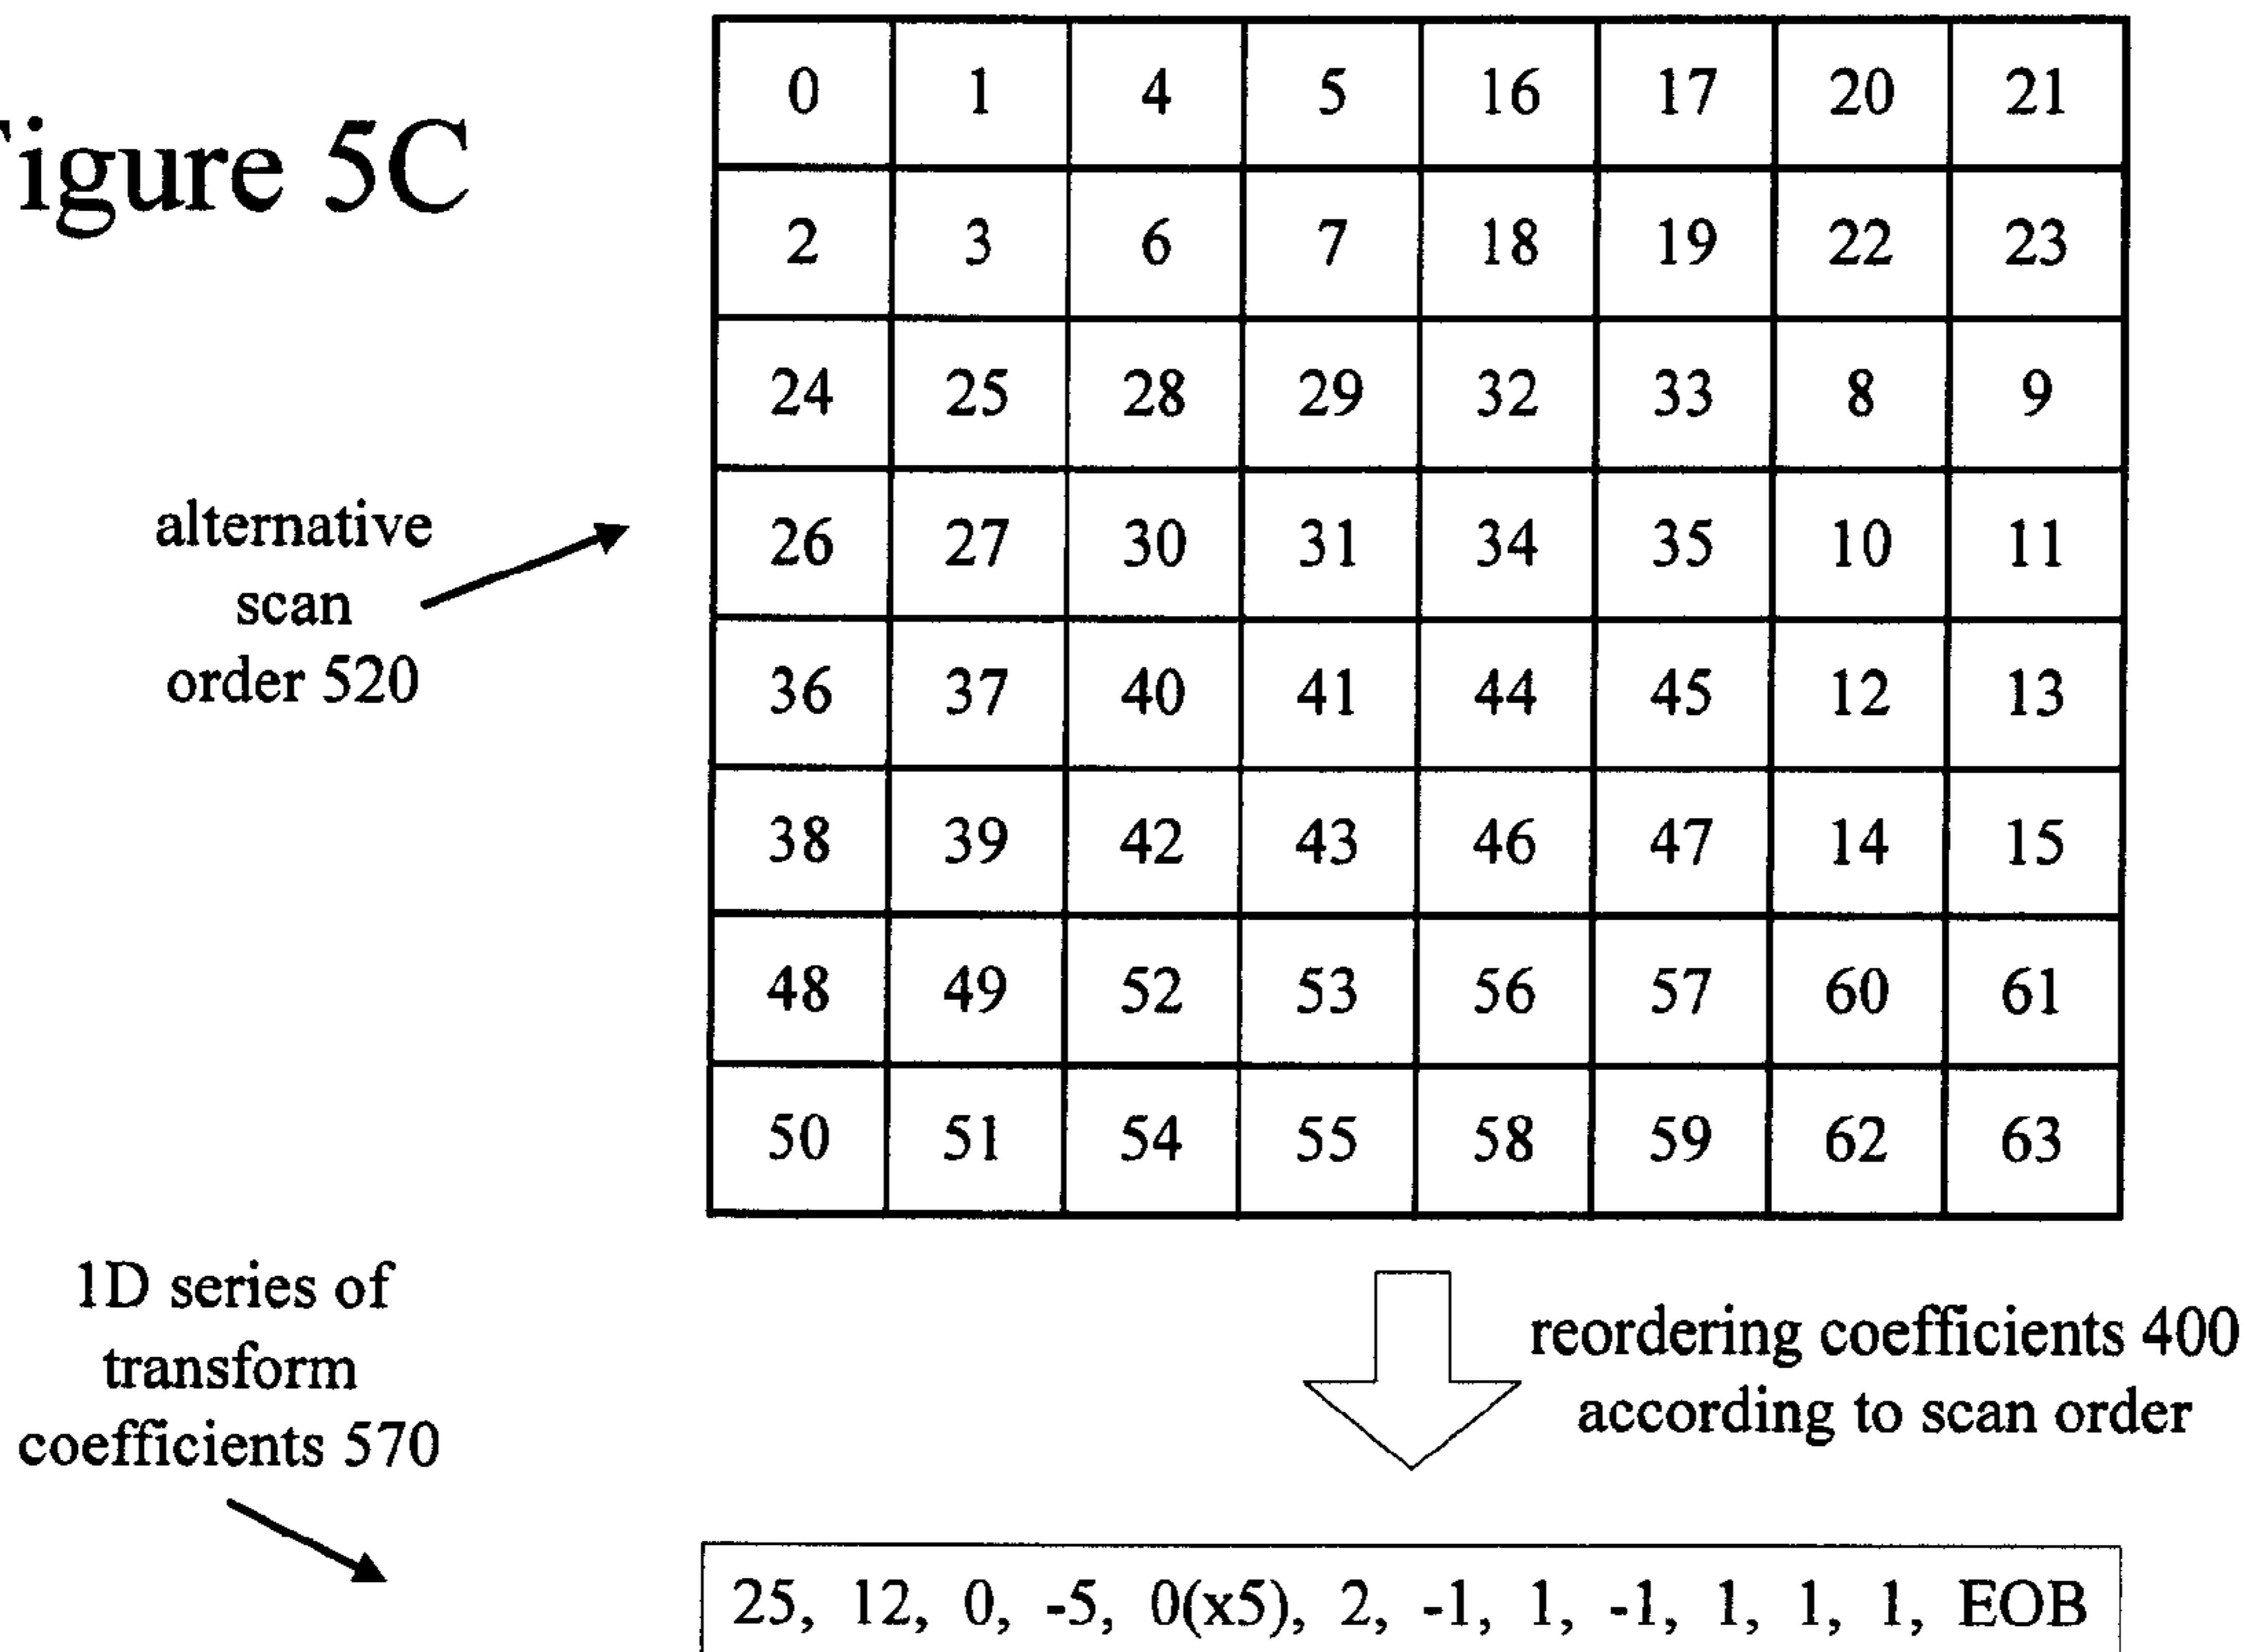 Figure 5C
0 1 4 5 16 17 20 21
2 3 6 7 18 19 22 23
24 25 28 29 32 33 8 9
26 27 30 31 34 35 10 11
36 37 40 41 44 45 12 13
38 39 42 43 46 47 14 15
48 49 52 53 56 57 60 61
50 51 54 55 58 59 62 63
alternative
scan
order 520
reordering coefficients 400
according to scan order
1D series of
transform
coefficients 570
25, 12, 0, -5, 0(x5), 2, -1, 1, -1, 1, 1, 1, EOB